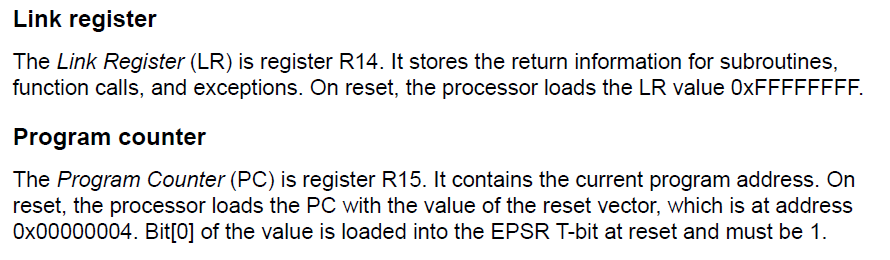 Link register
The Link Register (LR) is register R14. It stores the return information for subroutines,
function calls, and exceptions. On reset, the processor loads the LR value 0xFFFFFFFF.
Program counter
The Program Counter (PC) is register R15. It contains the current program address. On
reset, the processor loads the PC with the value of the reset vector, which is at address
0x00000004. Bit[0] of the value is loaded into the EPSR T-bit at reset and must be 1.